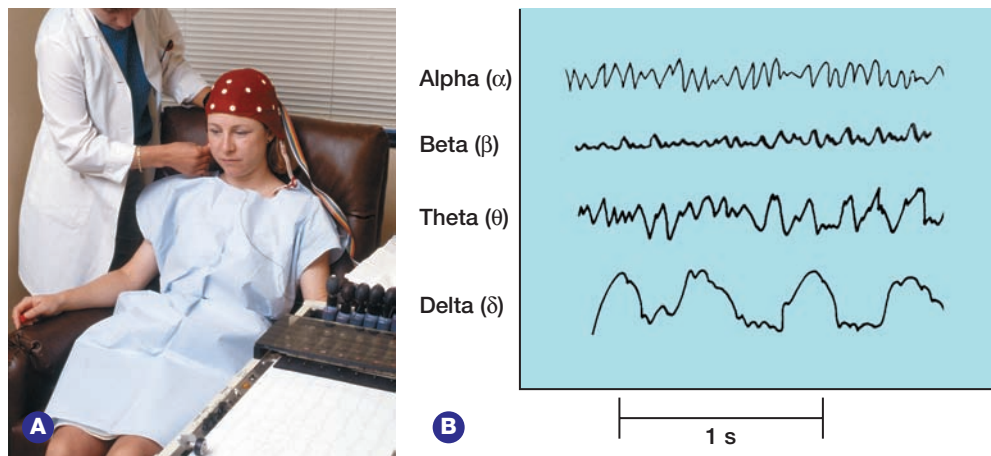 Alpha (α)
Beta (β)
Theta (θ)
Delta (δ)
A
B
1 s